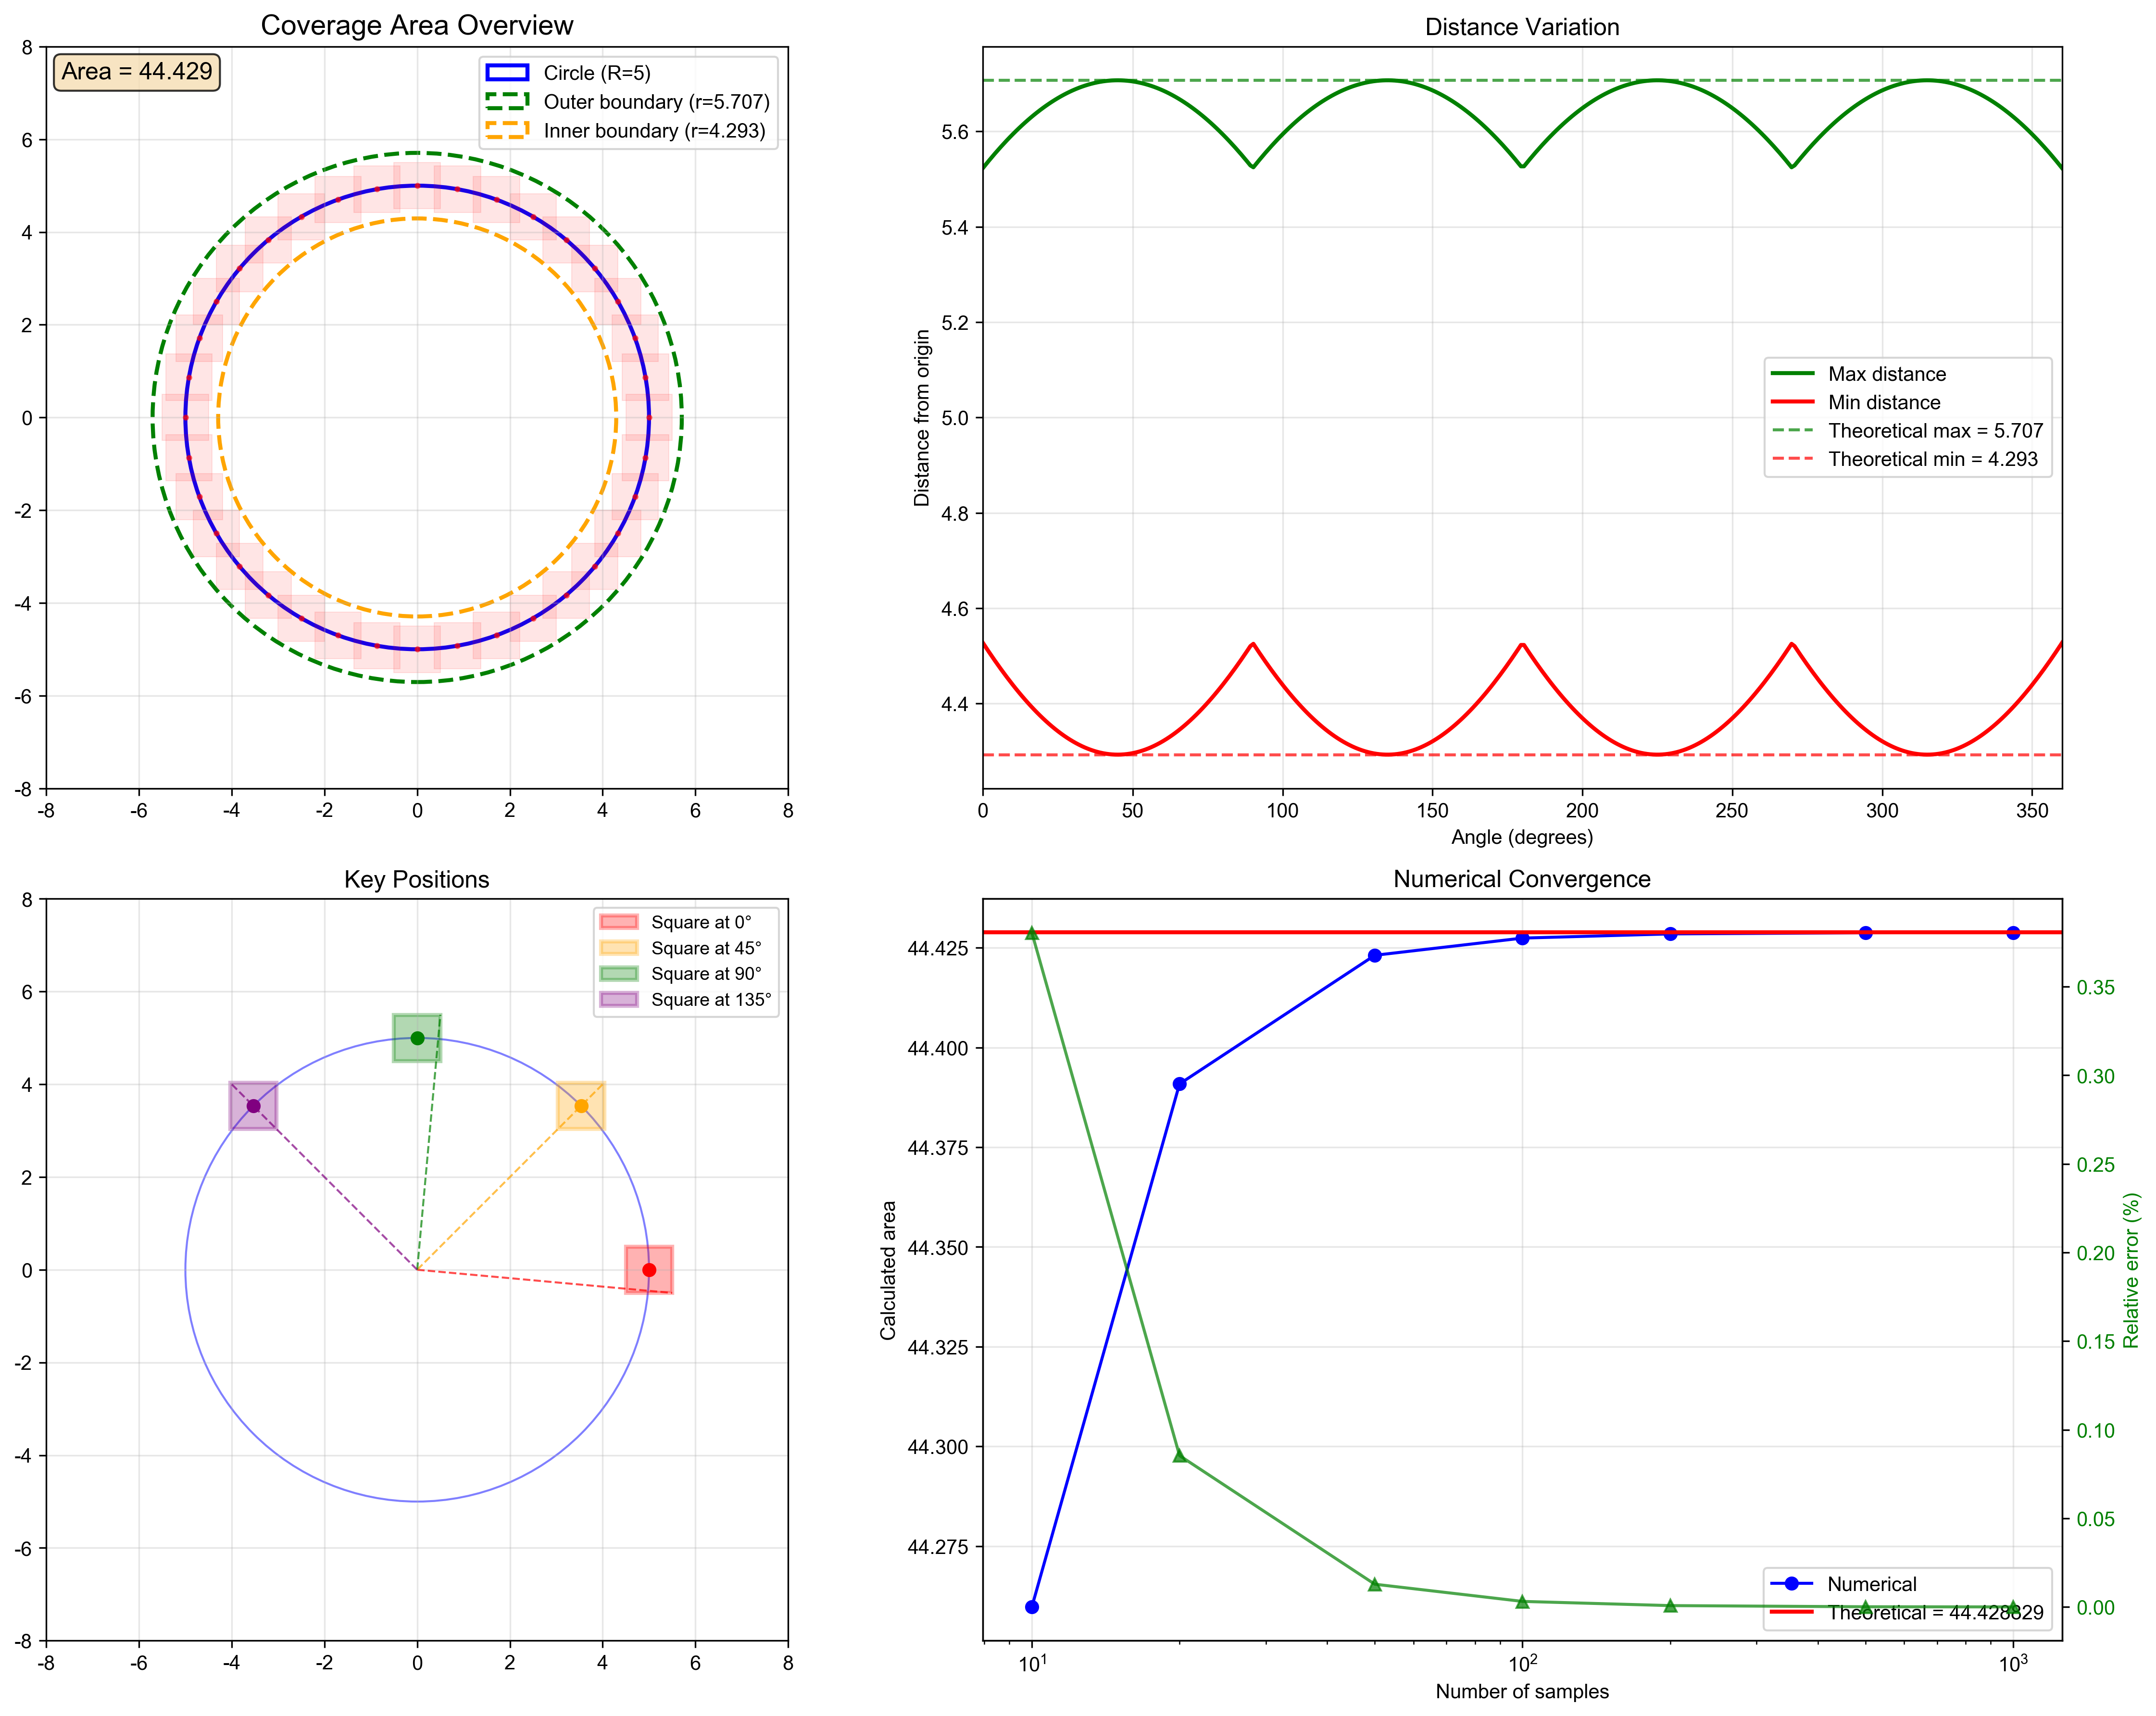 Coverage Area Overview
Area = 44.429
Circle (R=5)
Outer boundary (r=5.707)
Inner boundary (r=4.293)
8
6
4
2
0
-2
-4
-6
-8
-8 -6 -4 -2 0 2 4 6 8
Distance Variation
Distance from origin
5.6
5.4
5.2
5.0
4.8
4.6
4.4
Max distance
Min distance
Theoretical max = 5.707
Theoretical min = 4.293
0 50 100 150 200 250 300 350
Angle (degrees)
Key Positions
Square at 0°
Square at 45°
Square at 90°
Square at 135°
8
6
4
2
0
-2
-4
-6
-8
-8 -6 -4 -2 0 2 4 6 8
Numerical Convergence
Calculated area
44.425
44.400
44.375
44.350
44.325
44.300
44.275
Relative error (%)
0.35
0.30
0.25
0.20
0.15
0.10
0.05
0.00
Numerical
Theoretical = 44.428829
10¹ 10² 10³
Number of samples